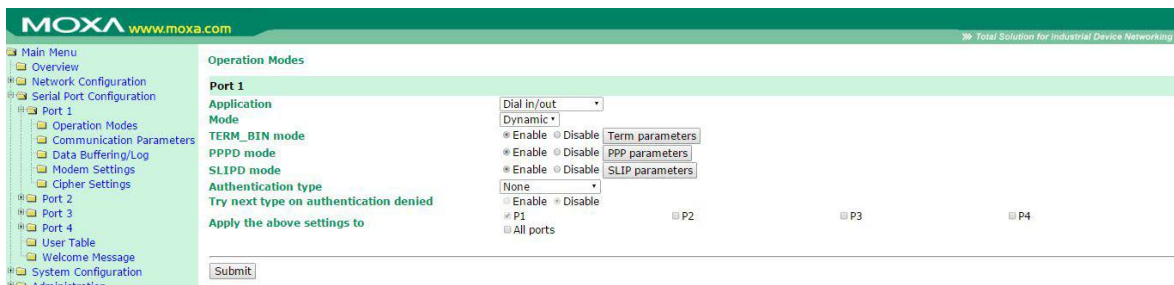 MOXA www.moxa.com
Total Solution for Industrial Device Networking
Main Menu
Overview
Network Configuration
Serial Port Configuration
Port 1
Operation Modes
Communication Parameters
Data Buffering/Log
Modem Settings
Cipher Settings
Port 2
Port 3
Port 4
User Table
Welcome Message
System Configuration
Administration
Operation Modes
Port 1
Application Dial in/out
Mode Dynamic
TERM_BIN mode Enable Disable Term parameters
PPPD mode Enable Disable PPP parameters
SLIPD mode Enable Disable SLIP parameters
Authentication type None
Try next type on authentication denied Enable Disable
Apply the above settings to P1 P2 P3 P4
All ports
Submit